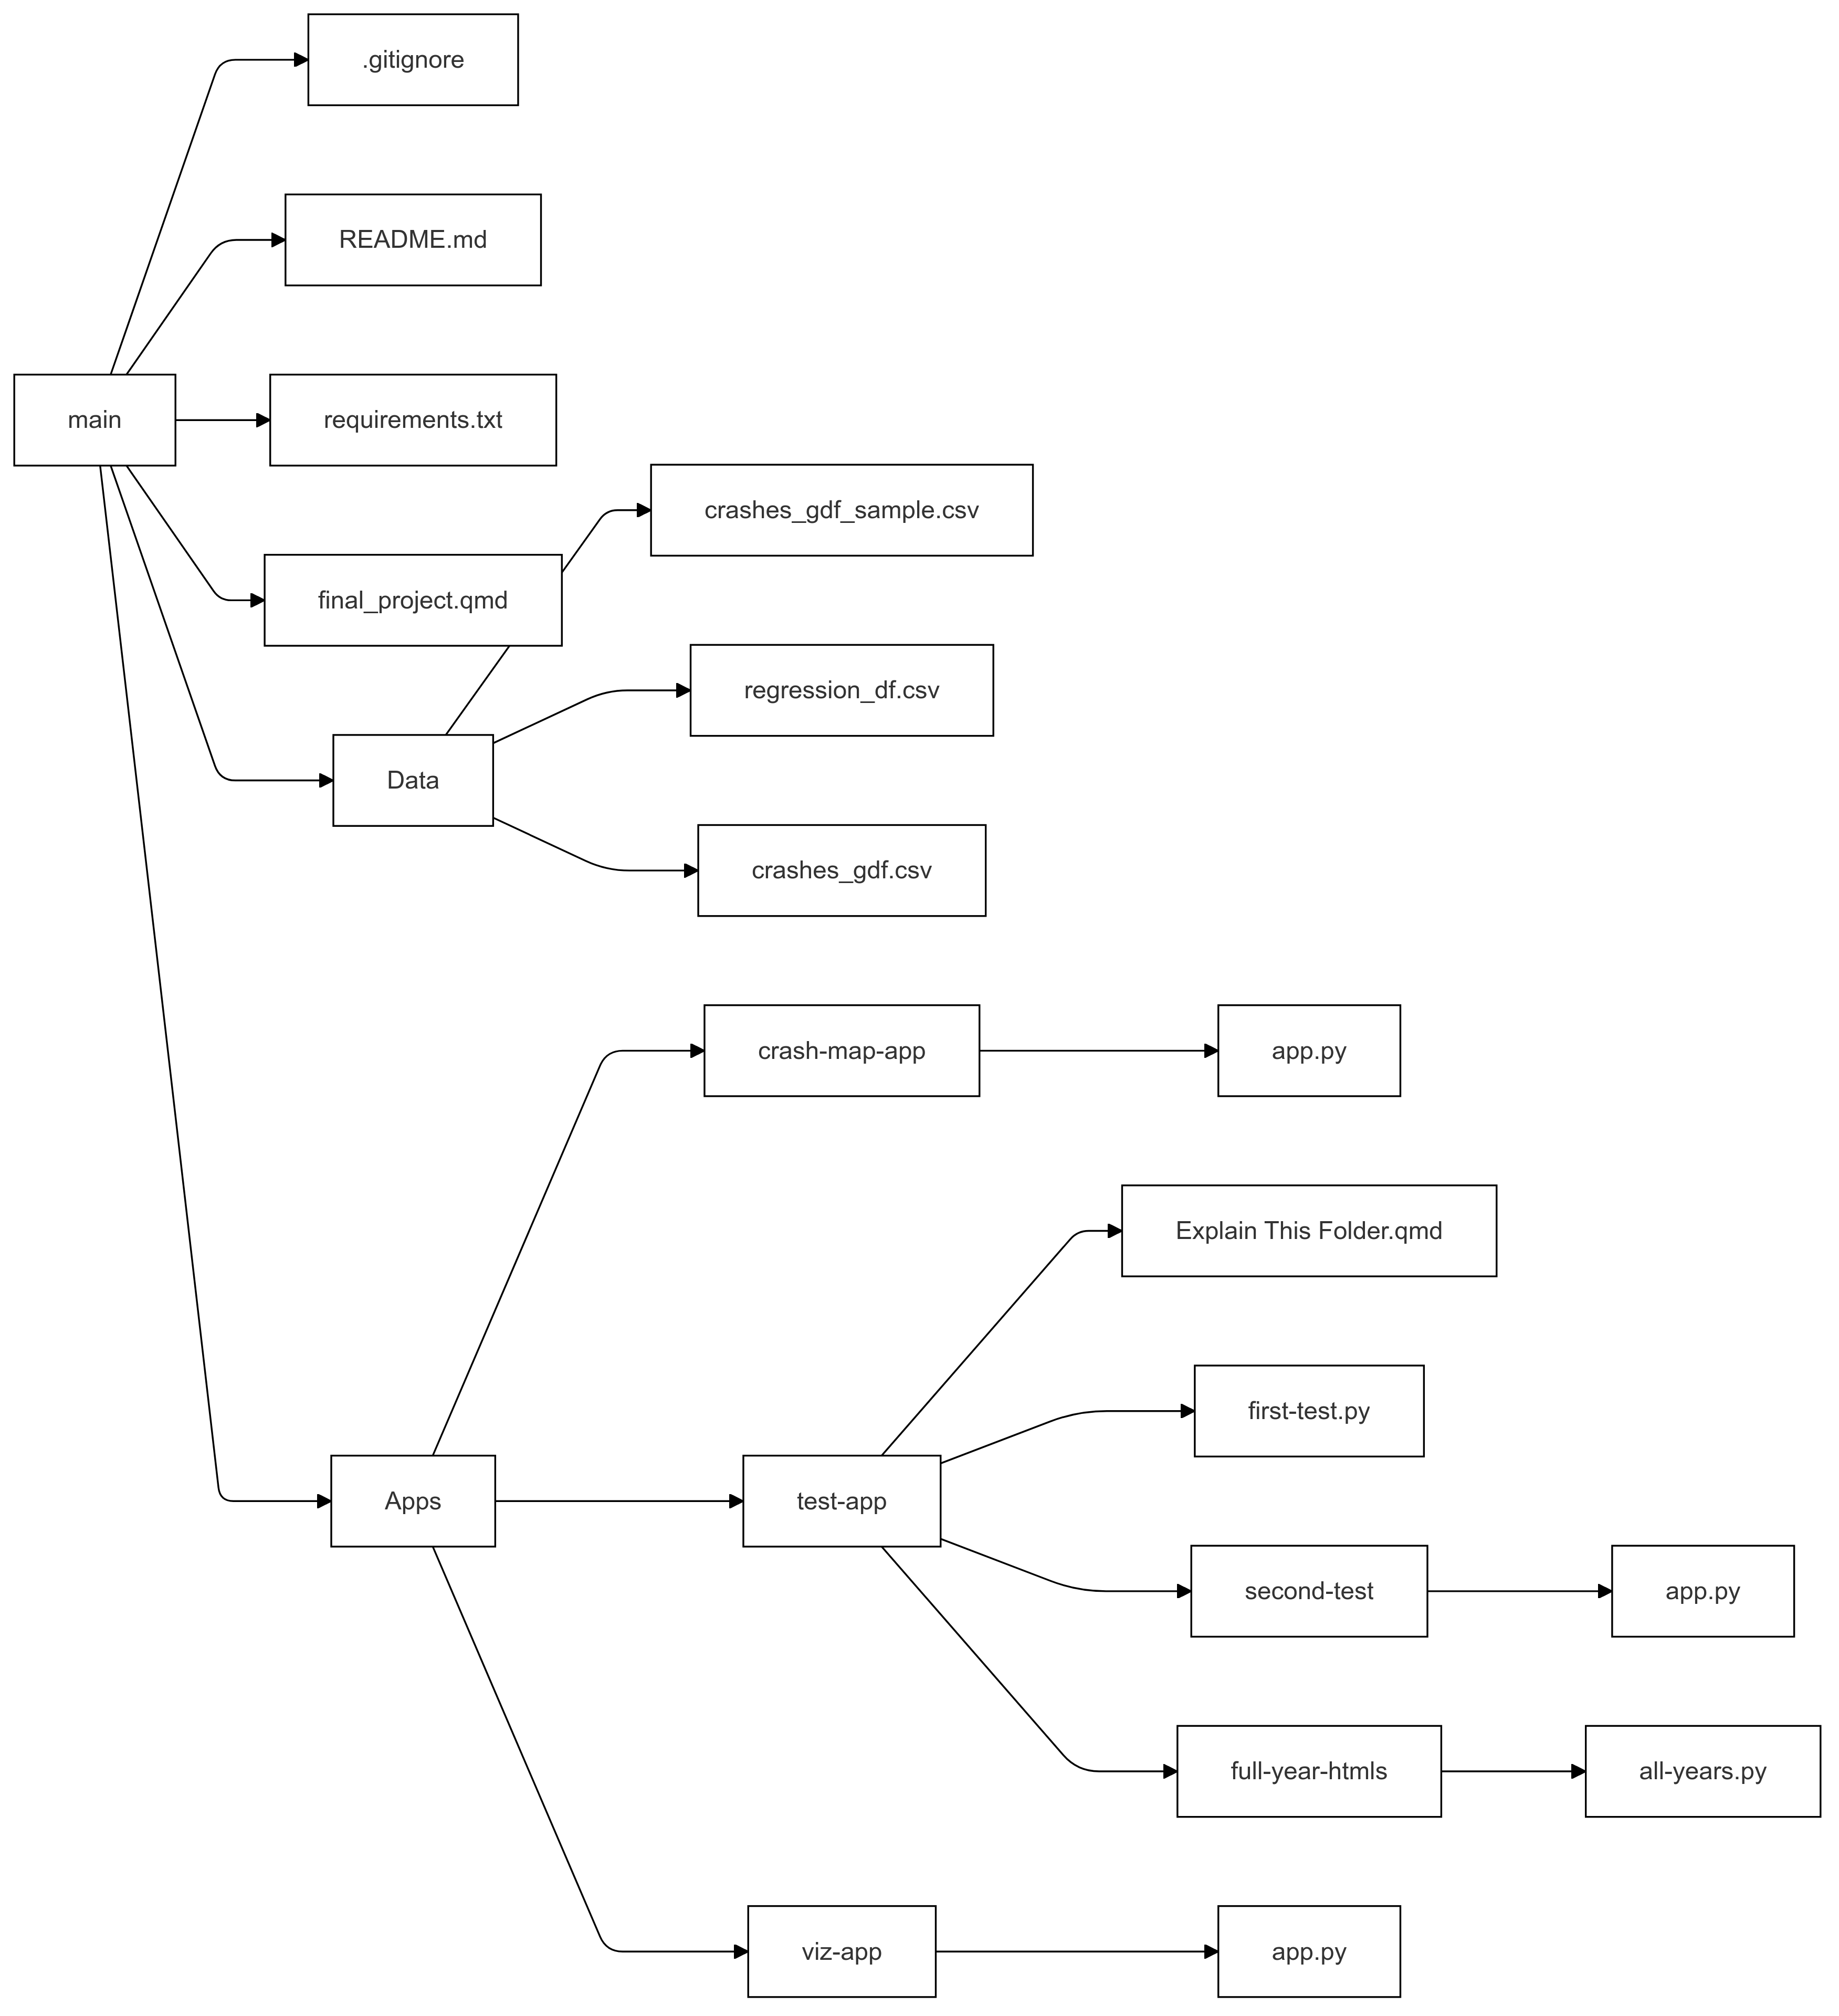 .gitignore
README.md
main
requirements.txt
crashes_gdf_sample.csv
final_project.qmd
regression_df.csv
Data
crashes_gdf.csv
crash-map-app
app.py
Explain This Folder.qmd
first-test.py
Apps
test-app
second-test
app.py
full-year-htmls
all-years.py
viz-app
app.py